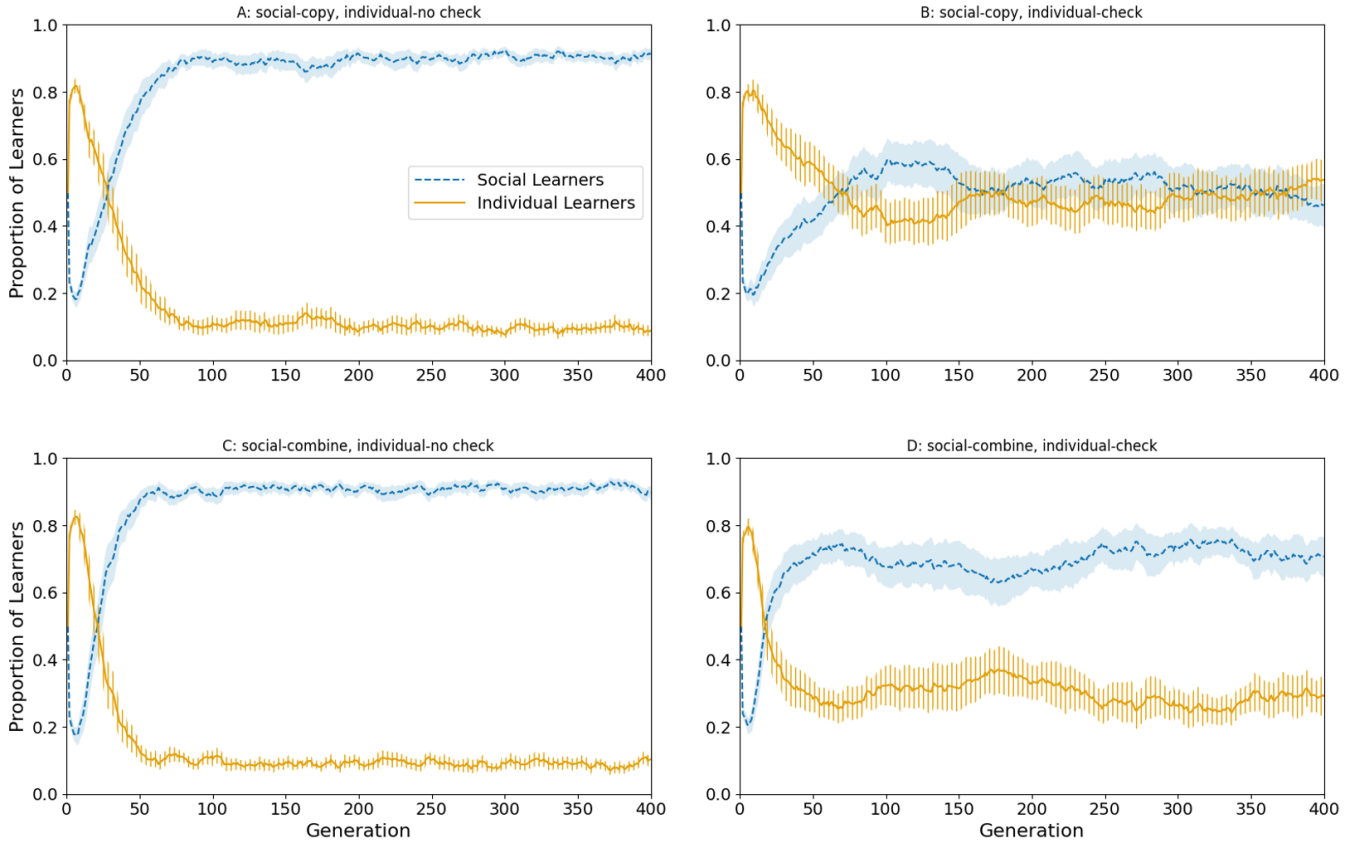 A: social-copy, individual-no check
B: social-copy, individual-check
1.0
0.8
0.6
0.4
0.2
0.0
Proportion of Learners
Social Learners
Individual Learners
0 50 100 150 200 250 300 350 400
1.0
0.8
0.6
0.4
0.2
0.0
0 50 100 150 200 250 300 350 400
C: social-combine, individual-no check
D: social-combine, individual-check
1.0
0.8
0.6
0.4
0.2
0.0
Proportion of Learners
0 50 100 150 200 250 300 350 400
Generation
1.0
0.8
0.6
0.4
0.2
0.0
0 50 100 150 200 250 300 350 400
Generation